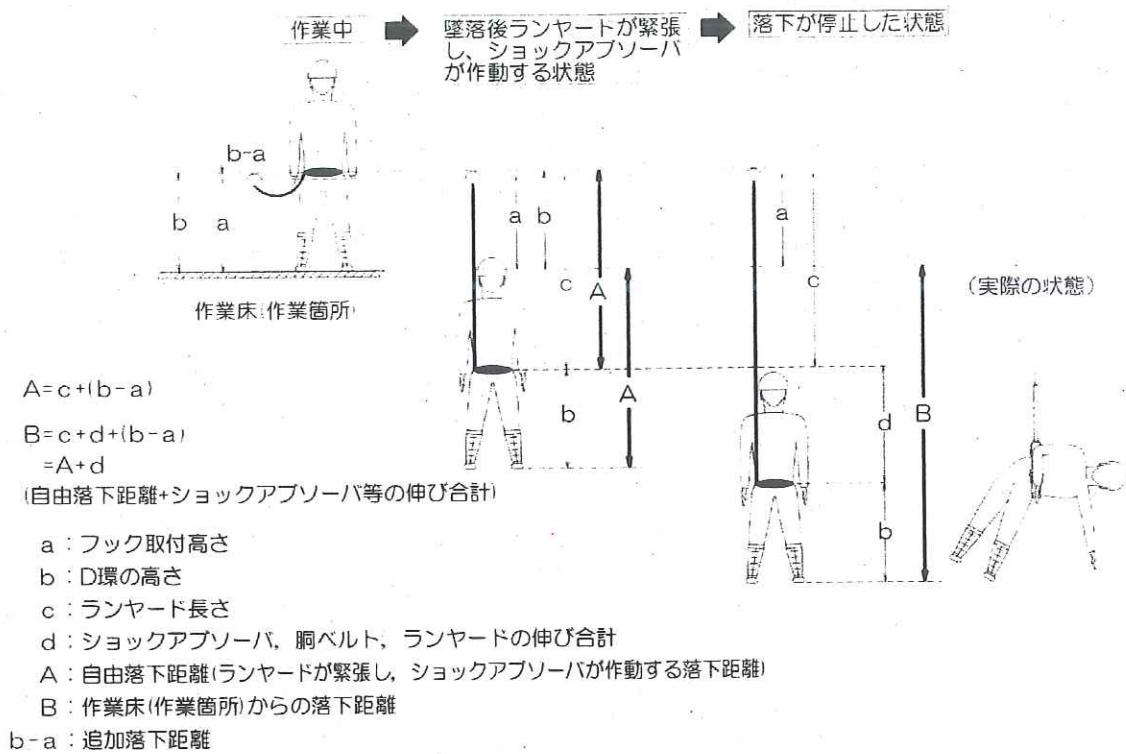 作業中
墜落後ランヤートが緊張
し、ショックアブソーバ
が作動する状態
落下が停止した状態
b-a
b
a
作業床(作業箇所)
a
b
c
A
b
A
a
c
d
b
B
(実際の状態)
A=c+(b-a)
B=c+d+(b-a)
=A+d
(自由落下距離+ショックアブソーバ等の伸び合計)
a：フック取付高さ
b：D環の高さ
c：ランヤード長さ
d：ショックアブソーバ，胴ベルト，ランヤードの伸び合計
A：自由落下距離(ランヤードが緊張し，ショックアブソーバが作動する落下距離)
B：作業床(作業箇所)からの落下距離
b-a：追加落下距離